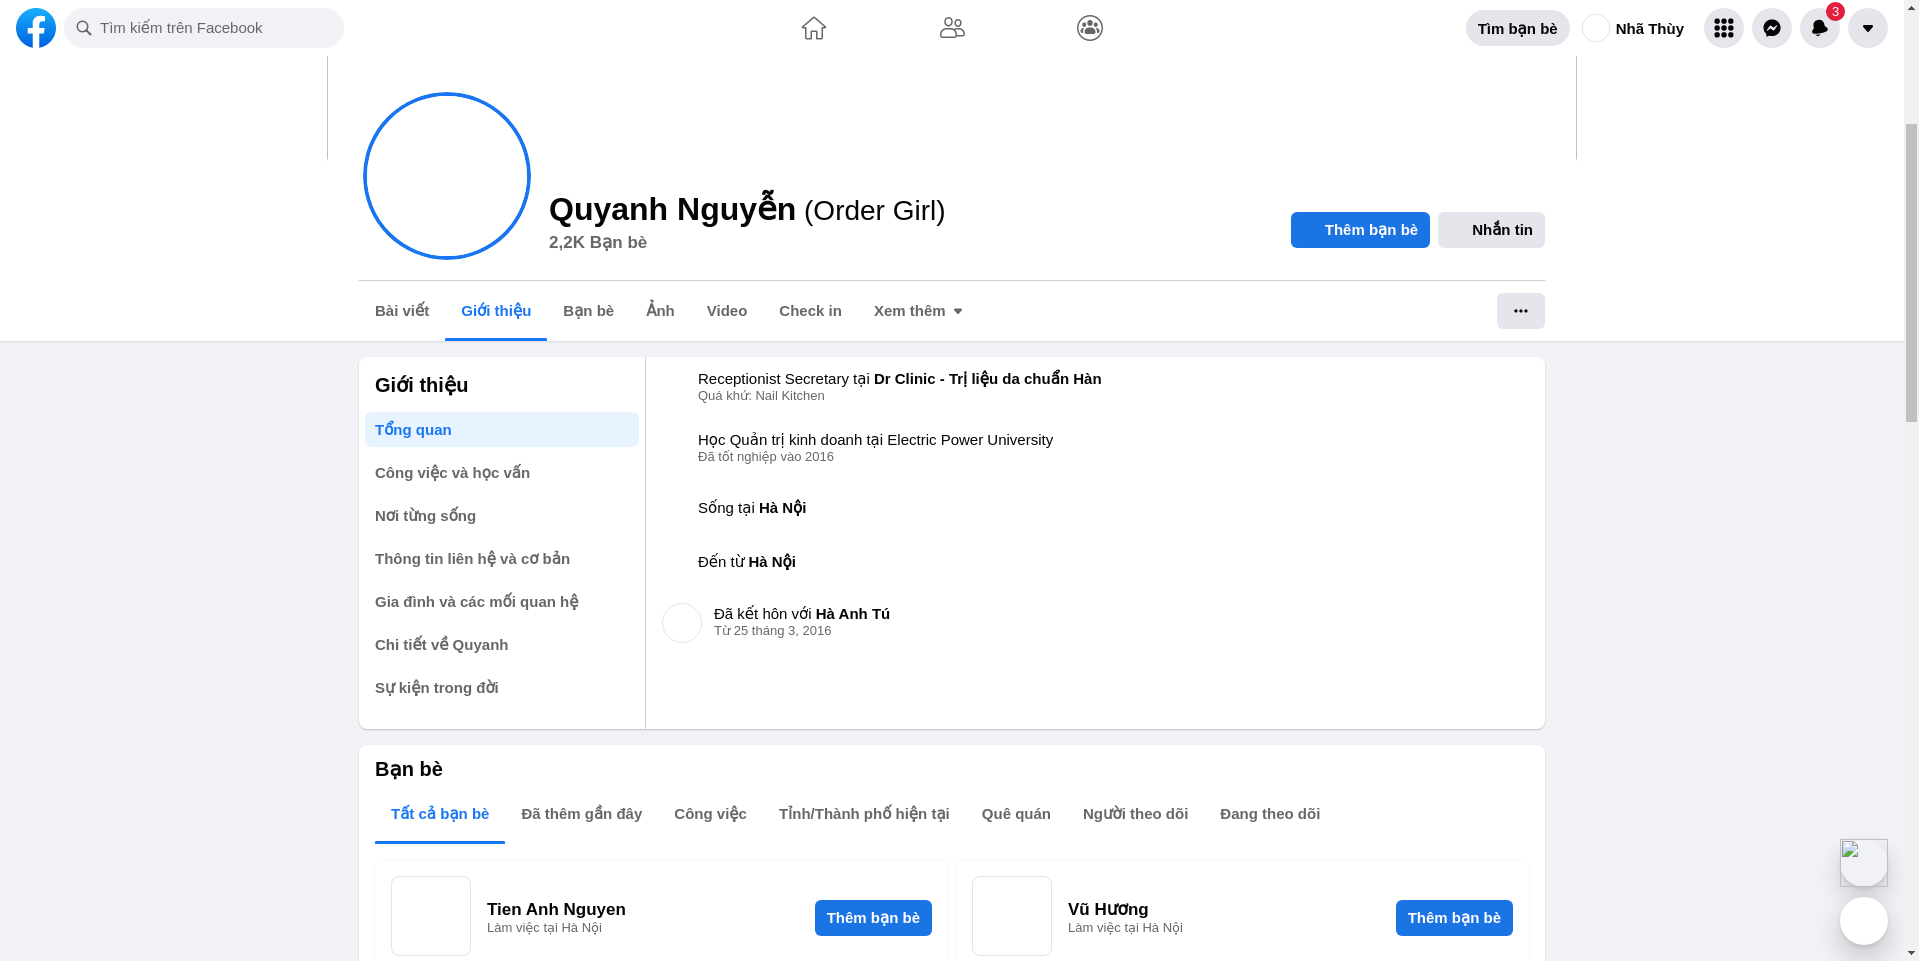 Tìm kiếm trên Facebook
Tìm bạn bè
Nhã Thùy
3
Quyanh Nguyễn (Order Girl)
2,2K Bạn bè
Thêm bạn bè
Nhắn tin
Bài viết
Giới thiệu
Bạn bè
Ảnh
Video
Check in
Xem thêm
Giới thiệu
Tổng quan
Công việc và học vấn
Nơi từng sống
Thông tin liên hệ và cơ bản
Gia đình và các mối quan hệ
Chi tiết về Quyanh
Sự kiện trong đời
Receptionist Secretary tại Dr Clinic - Trị liệu da chuẩn Hàn
Quá khứ: Nail Kitchen
Học Quản trị kinh doanh tại Electric Power University
Đã tốt nghiệp vào 2016
Sống tại Hà Nội
Đến từ Hà Nội
Đã kết hôn với Hà Anh Tú
Từ 25 tháng 3, 2016
Bạn bè
Tất cả bạn bè
Đã thêm gần đây
Công việc
Tỉnh/Thành phố hiện tại
Quê quán
Người theo dõi
Đang theo dõi
Tien Anh Nguyen
Làm việc tại Hà Nội
Thêm bạn bè
Vũ Hương
Làm việc tại Hà Nội
Thêm bạn bè